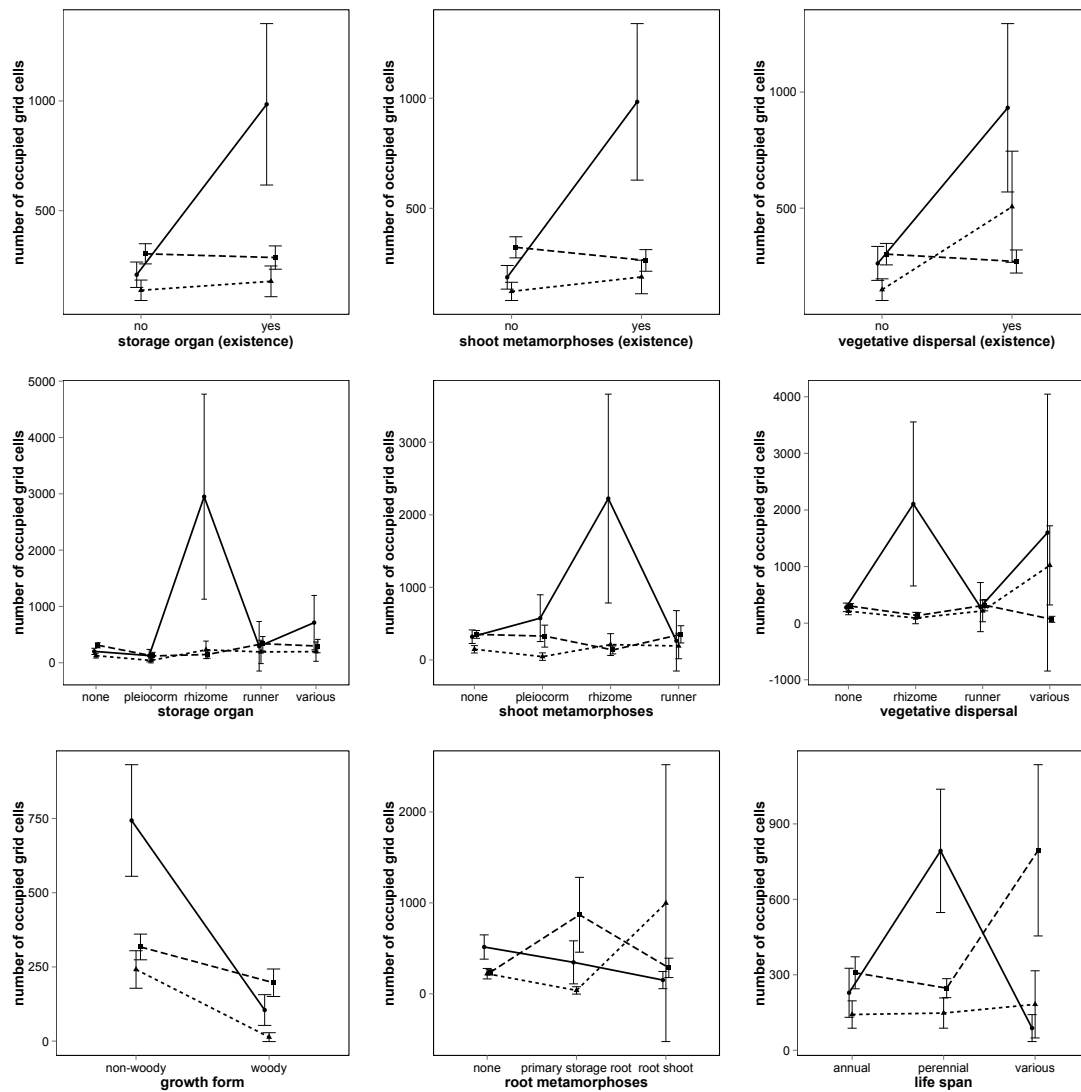 number of occupied grid cells
1000
500
no yes
storage organ (existence)
number of occupied grid cells
1000
500
no yes
shoot metamorphoses (existence)
number of occupied grid cells
1000
500
no yes
vegetative dispersal (existence)
number of occupied grid cells
5000
4000
3000
2000
1000
0
none pleiocorm rhizome runner various
storage organ
number of occupied grid cells
3000
2000
1000
0
none pleiocorm rhizome runner
shoot metamorphoses
number of occupied grid cells
4000
3000
2000
1000
0
-1000
none rhizome runner various
vegetative dispersal
number of occupied grid cells
750
500
250
0
non-woody woody
growth form
number of occupied grid cells
2000
1000
0
none primary storage root root shoot
root metamorphoses
number of occupied grid cells
900
600
300
0
annual perennial various
life span